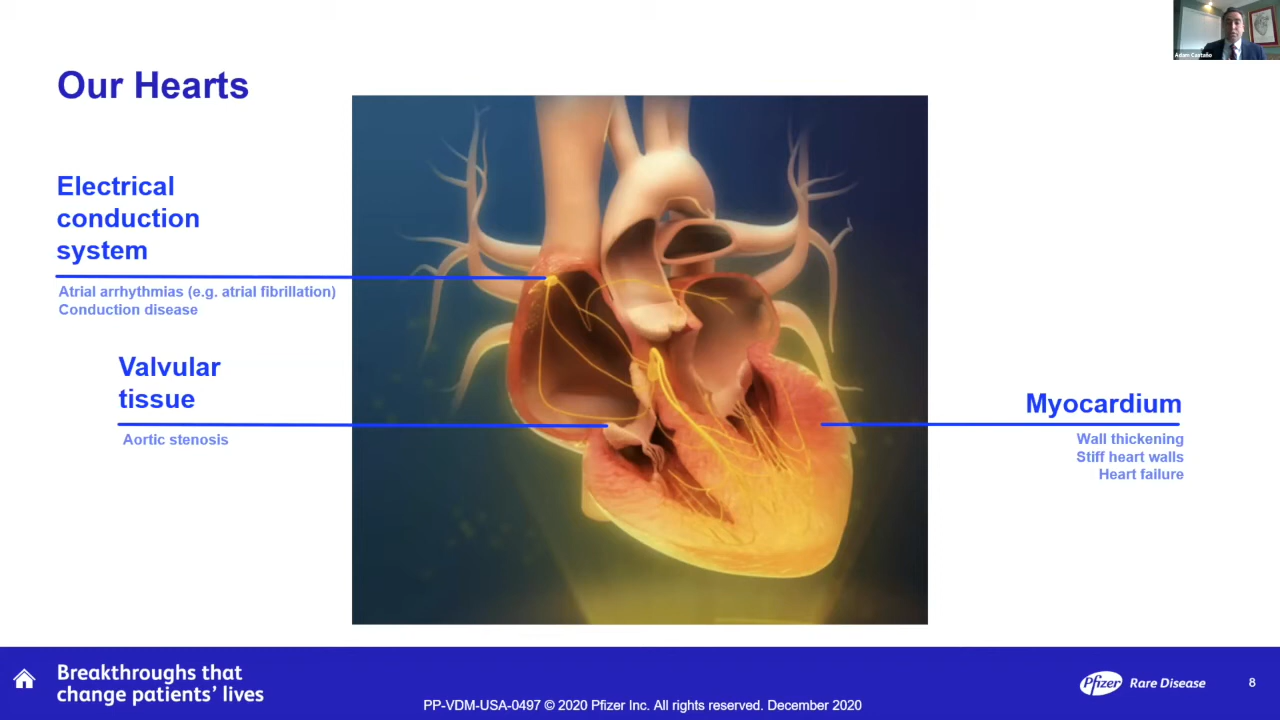 Adam Castaño
Our Hearts
Electrical
conduction
system
Atrial arrhythmias (e.g. atrial fibrillation)
Conduction disease
Valvular
tissue
Aortic stenosis
Myocardium
Wall thickening
Stiff heart walls
Heart failure
Breakthroughs that
change patients' lives
PP-VDM-USA-0497 © 2020 Pfizer Inc. All rights reserved. December 2020
Pfizer Rare Disease
8